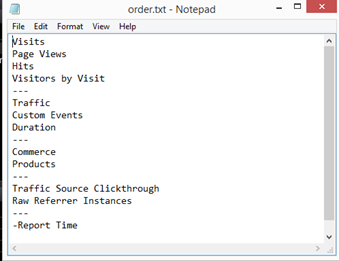 order.txt - Notepad
File Edit Format View Help
Visits
Page Views
Hits
Visitors by Visit
---
Traffic
Custom Events
Duration
---
Commerce
Products
---
Traffic Source Clickthrough
Raw Referrer Instances
---
-Report Time